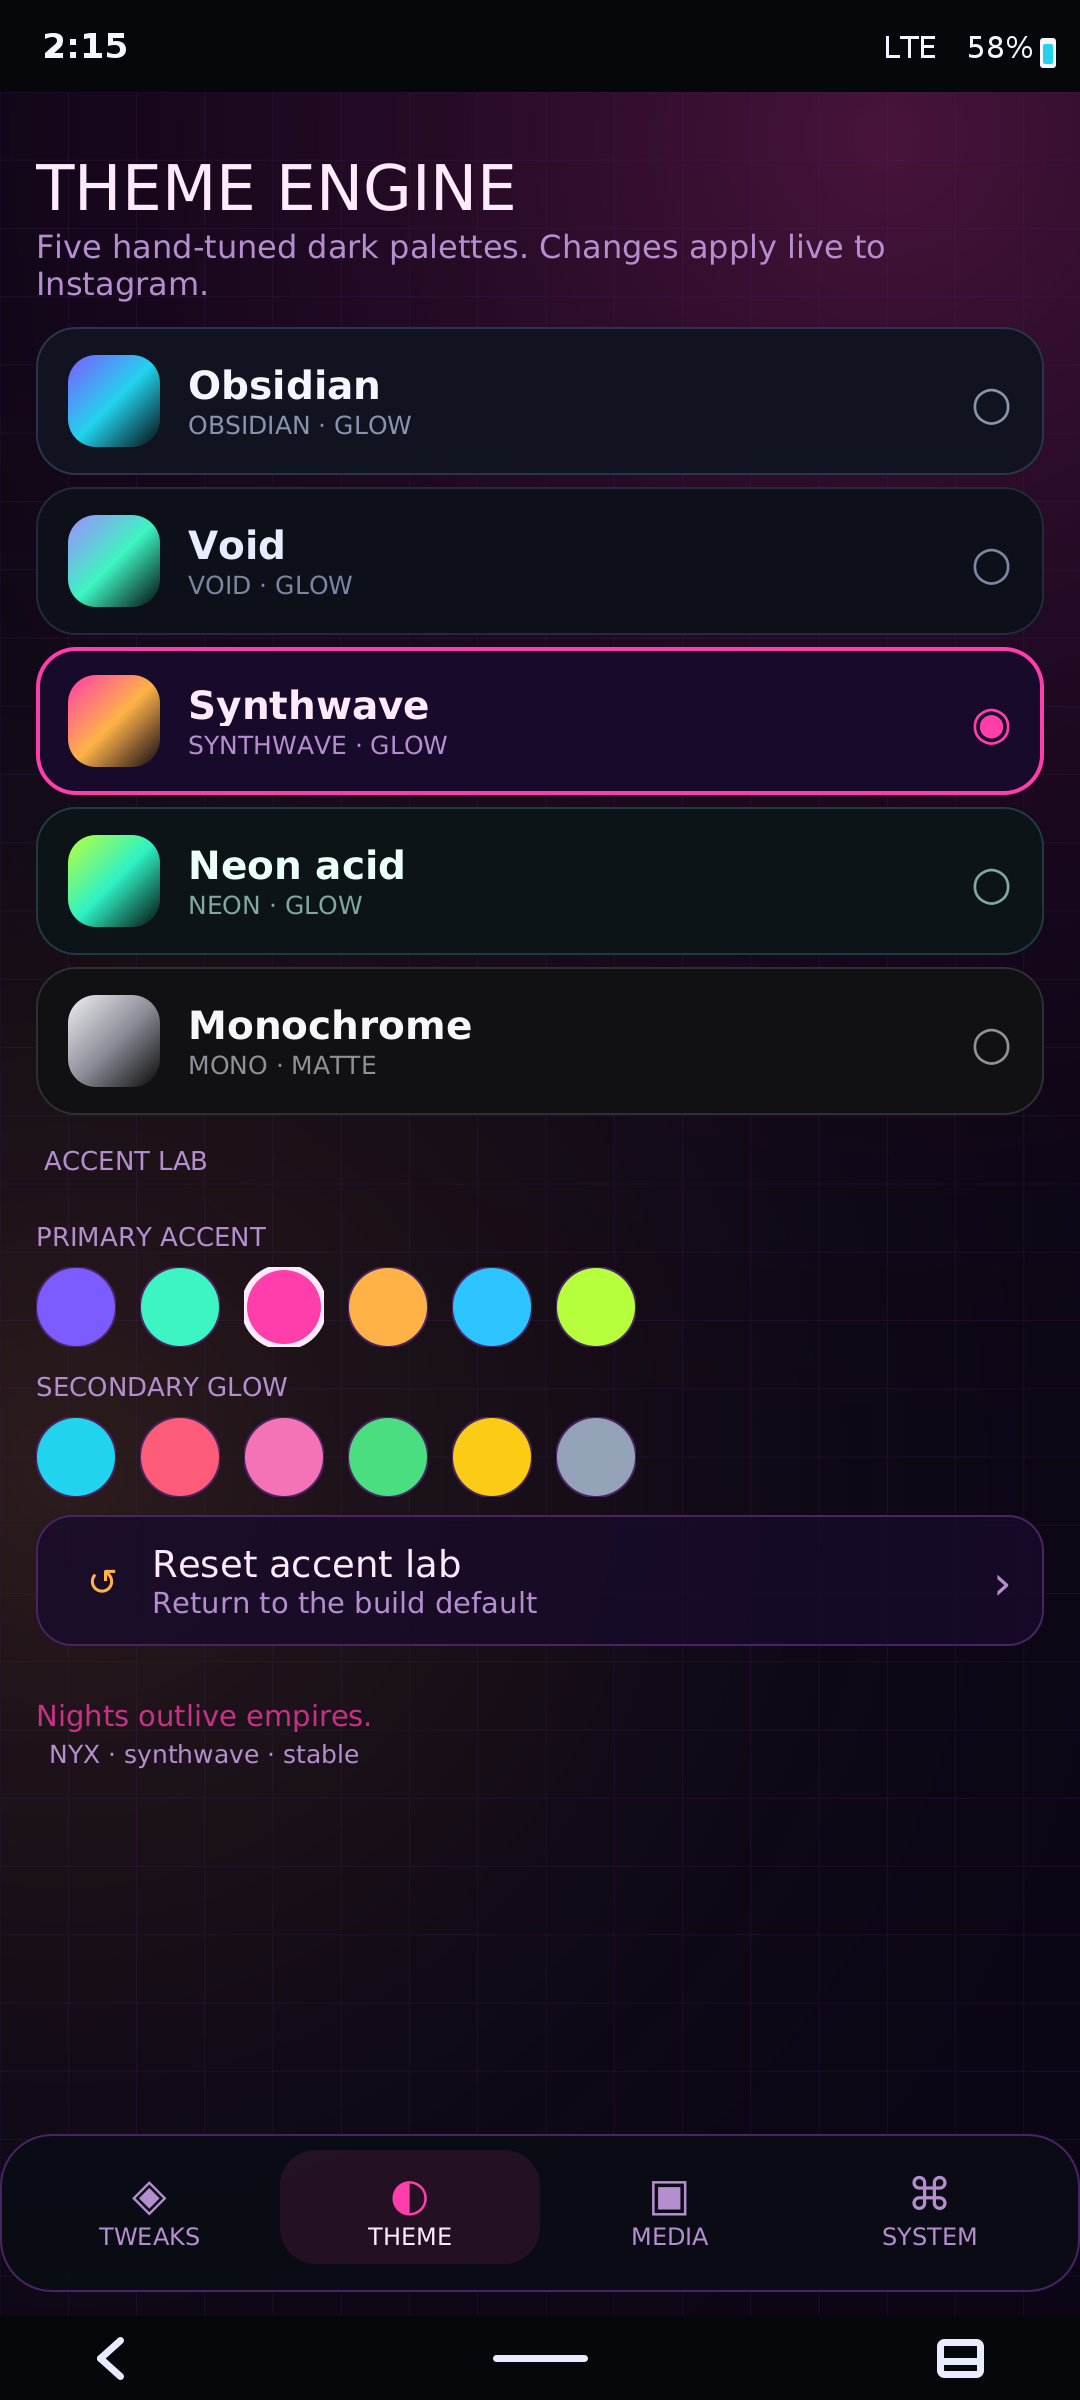 2:15
LTE 58%
THEME ENGINE
Five hand-tuned dark palettes. Changes apply live to
Instagram.
Obsidian
OBSIDIAN · GLOW
Void
VOID · GLOW
Synthwave
SYNTHWAVE · GLOW
Neon acid
NEON · GLOW
Monochrome
MONO · MATTE
ACCENT LAB
PRIMARY ACCENT
SECONDARY GLOW
Reset accent lab
Return to the build default
Nights outlive empires.
NYX · synthwave · stable
TWEAKS THEME MEDIA SYSTEM